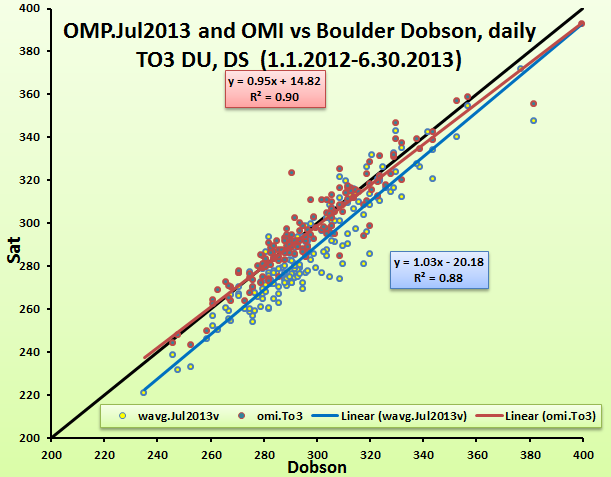 OMP.Jul2013 and OMI vs Boulder Dobson, daily
TO3 DU, DS (1.1.2012-6.30.2013)
y = 0.95x + 14.82
R² = 0.90
y = 1.03x - 20.18
R² = 0.88
Sat
400
380
360
340
320
300
280
260
240
220
200
wavg.Jul2013v
omi.To3
Linear (wavg.Jul2013v)
Linear (omi.To3)
200 220 240 260 280 300 320 340 360 380 400
Dobson